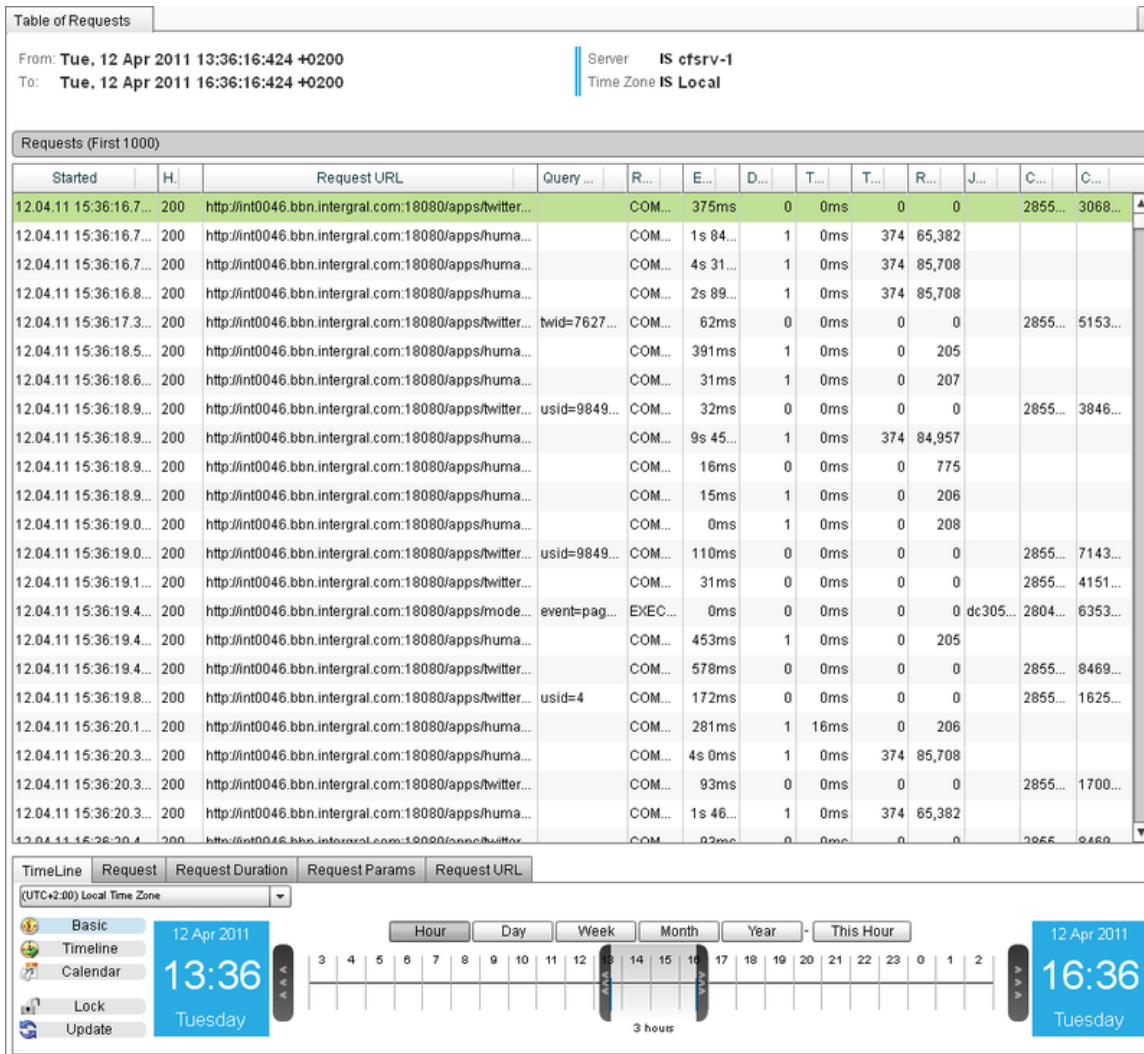 Table of Requests
From: Tue, 12 Apr 2011 13:36:16:424 +0200 Server IS cfsrv-1
To: Tue, 12 Apr 2011 16:36:16:424 +0200 Time Zone IS Local
Requests (First 1000)
Started H. Request URL Query ... R... E... D... T... T... R... J... C... C...
12.04.11 15:36:16.7... 200 http://int0046.bbn.intergral.com:18080/apps/twitter... COM... 375ms 0 0ms 0 0 2855... 3068...
12.04.11 15:36:16.7... 200 http://int0046.bbn.intergral.com:18080/apps/huma... COM... 1s 84... 1 0ms 374 65,382
12.04.11 15:36:16.7... 200 http://int0046.bbn.intergral.com:18080/apps/huma... COM... 4s 31... 1 0ms 374 85,708
12.04.11 15:36:16.8... 200 http://int0046.bbn.intergral.com:18080/apps/huma... COM... 2s 89... 1 0ms 374 85,708
12.04.11 15:36:17.3... 200 http://int0046.bbn.intergral.com:18080/apps/twitter... twid=7627... COM... 62ms 0 0ms 0 0 2855... 5153...
12.04.11 15:36:18.5... 200 http://int0046.bbn.intergral.com:18080/apps/huma... COM... 391ms 1 0ms 0 205
12.04.11 15:36:18.6... 200 http://int0046.bbn.intergral.com:18080/apps/huma... COM... 31ms 1 0ms 0 207
12.04.11 15:36:18.9... 200 http://int0046.bbn.intergral.com:18080/apps/twitter... usid=9849... COM... 32ms 0 0ms 0 0 2855... 3846...
12.04.11 15:36:18.9... 200 http://int0046.bbn.intergral.com:18080/apps/huma... COM... 9s 45... 1 0ms 374 84,957
12.04.11 15:36:18.9... 200 http://int0046.bbn.intergral.com:18080/apps/huma... COM... 16ms 0 0ms 0 775
12.04.11 15:36:18.9... 200 http://int0046.bbn.intergral.com:18080/apps/huma... COM... 15ms 1 0ms 0 206
12.04.11 15:36:19.0... 200 http://int0046.bbn.intergral.com:18080/apps/huma... COM... 0ms 1 0ms 0 208
12.04.11 15:36:19.0... 200 http://int0046.bbn.intergral.com:18080/apps/twitter... usid=9849... COM... 110ms 0 0ms 0 0 2855... 7143...
12.04.11 15:36:19.1... 200 http://int0046.bbn.intergral.com:18080/apps/twitter... COM... 31ms 0 0ms 0 0 2855... 4151...
12.04.11 15:36:19.4... 200 http://int0046.bbn.intergral.com:18080/apps/mode... event=pag... EXEC... 0ms 0 0ms 0 0 dc305... 2804... 6353...
12.04.11 15:36:19.4... 200 http://int0046.bbn.intergral.com:18080/apps/huma... COM... 453ms 1 0ms 0 205
12.04.11 15:36:19.4... 200 http://int0046.bbn.intergral.com:18080/apps/twitter... COM... 578ms 0 0ms 0 0 2855... 8469...
12.04.11 15:36:19.8... 200 http://int0046.bbn.intergral.com:18080/apps/twitter... usid=4 COM... 172ms 0 0ms 0 0 2855... 1625...
12.04.11 15:36:20.1... 200 http://int0046.bbn.intergral.com:18080/apps/huma... COM... 281ms 1 16ms 0 206
12.04.11 15:36:20.3... 200 http://int0046.bbn.intergral.com:18080/apps/huma... COM... 4s 0ms 1 0ms 374 85,708
12.04.11 15:36:20.3... 200 http://int0046.bbn.intergral.com:18080/apps/twitter... COM... 93ms 0 0ms 0 0 2855... 1700...
12.04.11 15:36:20.3... 200 http://int0046.bbn.intergral.com:18080/apps/huma... COM... 1s 46... 1 0ms 374 65,382
TimeLine Request Request Duration Request Params Request URL
(UTC+2:00) Local Time Zone
Basic
Timeline
Calendar
Lock
Update
12 Apr 2011
13:36
Tuesday
Hour Day Week Month Year - This Hour
3 4 5 6 7 8 9 10 11 12 13 14 15 16 17 18 19 20 21 22 23 0 1 2
3 hours
12 Apr 2011
16:36
Tuesday